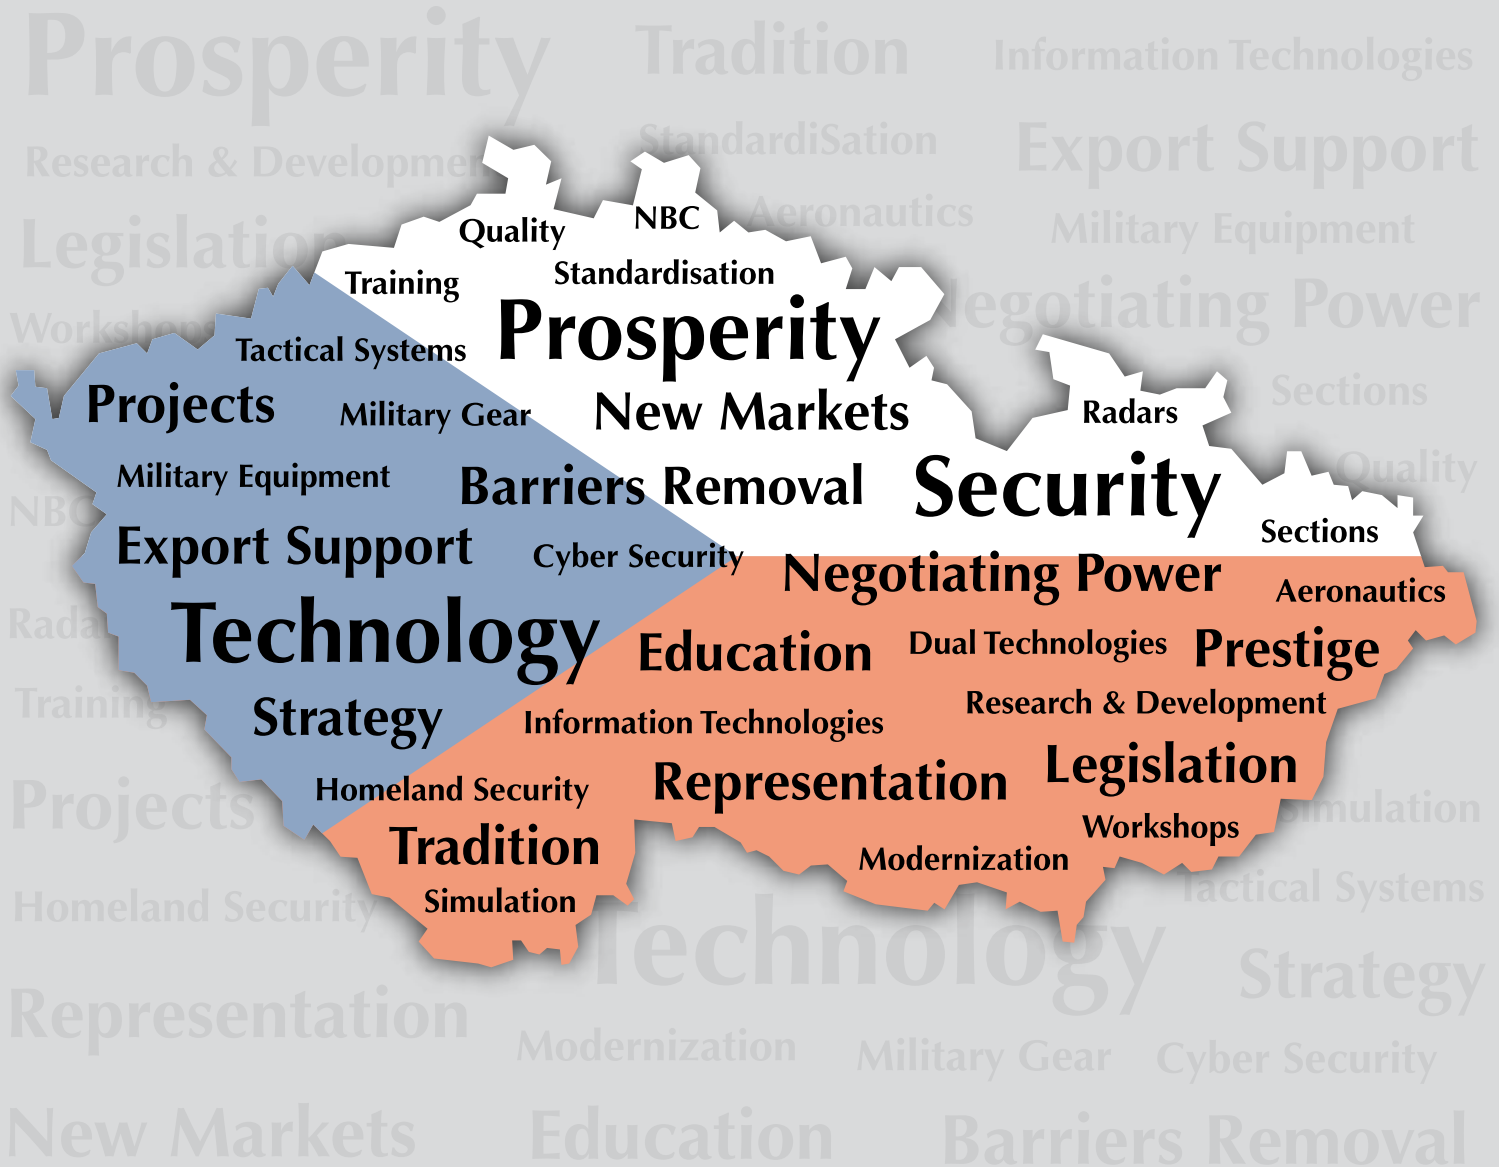 Prosperity
Tradition
Information Technologies
Research & Developmen
StandardiSation
Export Support
Legislation
Aeronautics
Military Equipment
Workshops
Negotiating Power
Sections
Quality
NBC
Rada
Training
Projects
Simulation
Homeland Security
Tactical Systems
Technology
Strategy
Representation
Modernization
Military Gear
Cyber Security
New Markets
Education
Barriers Removal
Quality
NBC
Training
Standardisation
Prosperity
Tactical Systems
Projects
Military Gear
New Markets
Radars
Military Equipment
Barriers Removal
Security
Export Support
Cyber Security
Sections
Negotiating Power
Aeronautics
Technology
Education
Dual Technologies
Prestige
Strategy
Information Technologies
Research & Development
Homeland Security
Representation
Legislation
Tradition
Workshops
Modernization
Simulation